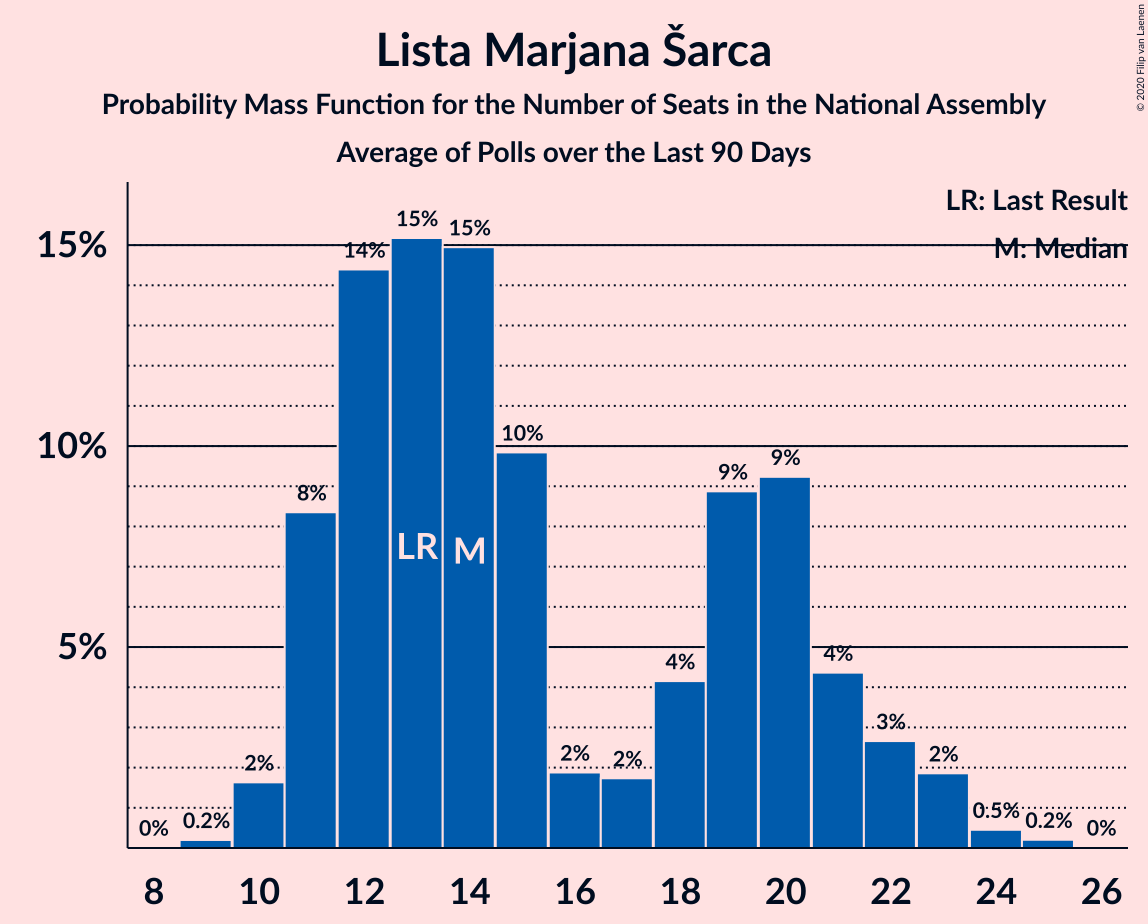 Lista Marjana Šarca
Probability Mass Function for the Number of Seats in the National Assembly
Average of Polls over the Last 90 Days
© 2020 Filip van Laenen
LR: Last Result
M: Median
15%
10%
5%
0%
0.2%
2%
8%
14%
15%
15%
10%
2%
2%
4%
9%
9%
4%
3%
2%
0.5%
0.2%
0%
LR
M
8 10 12 14 16 18 20 22 24 26